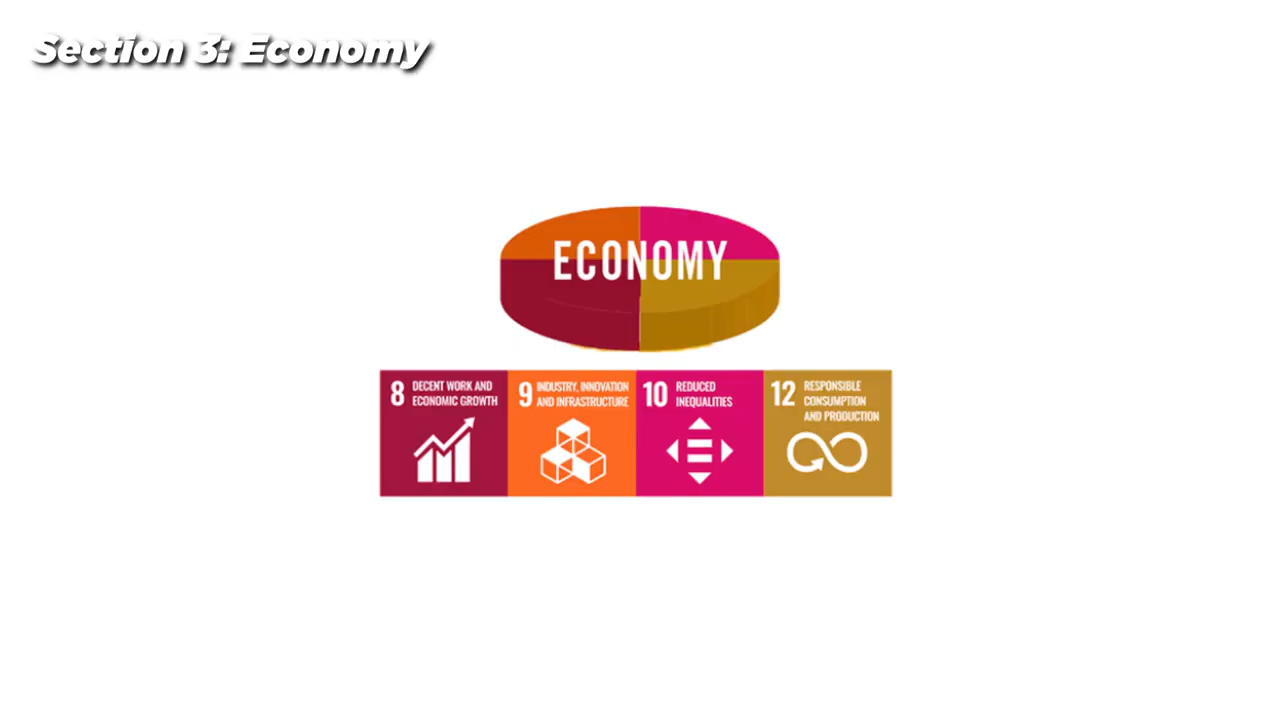 Section 3: Economy
ECONOMY
8 DECENT WORK AND
ECONOMIC GROWTH
9 INDUSTRY, INNOVATION
AND INFRASTRUCTURE
10 REDUCED
INEQUALITIES
12 RESPONSIBLE
CONSUMPTION
AND PRODUCTION